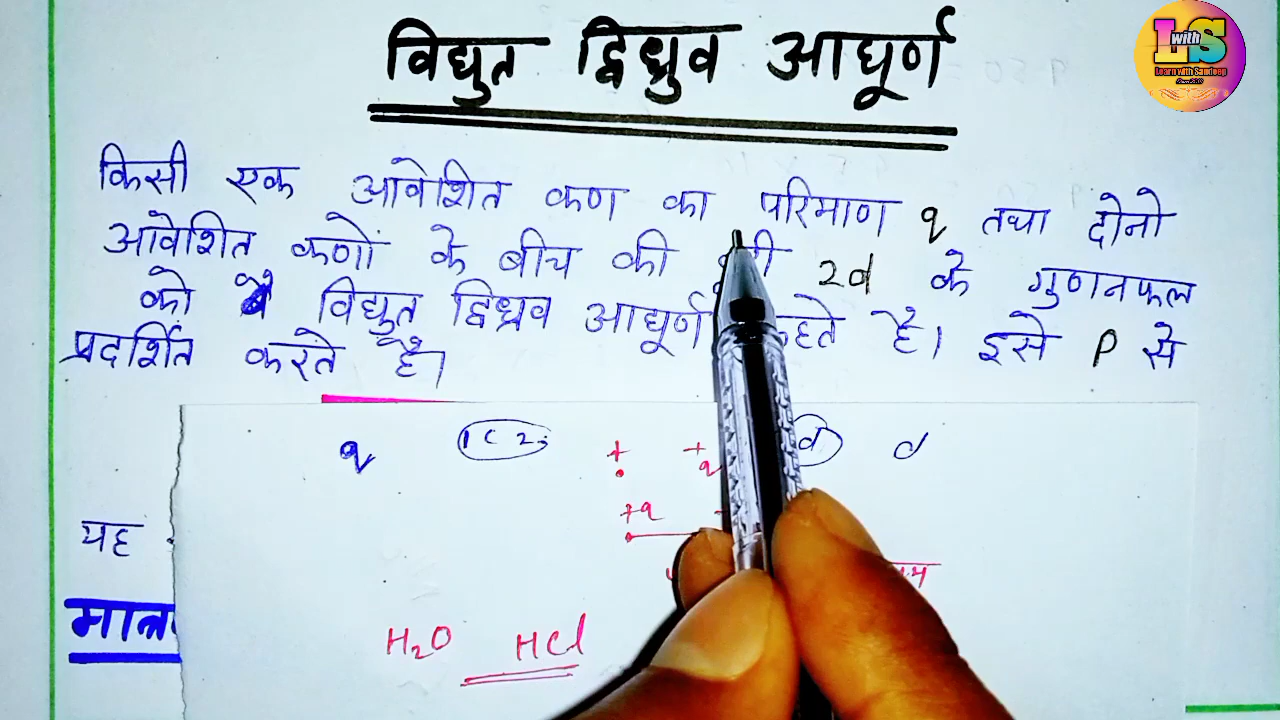 विद्युत द्विध्रुव आघूर्ण
L with S
Learn with Sandeep
किसी एक आवेशित कण का परिमाण q तथा दोनो
आवेशित कणों के बीच की दूरी 2d के गुणनफल
को विद्युत द्विध्रुव आघूर्ण कहते है। इसे P से
प्रदर्शित करते है।
q d
+ +
q
+q
यह
H₂O HCl